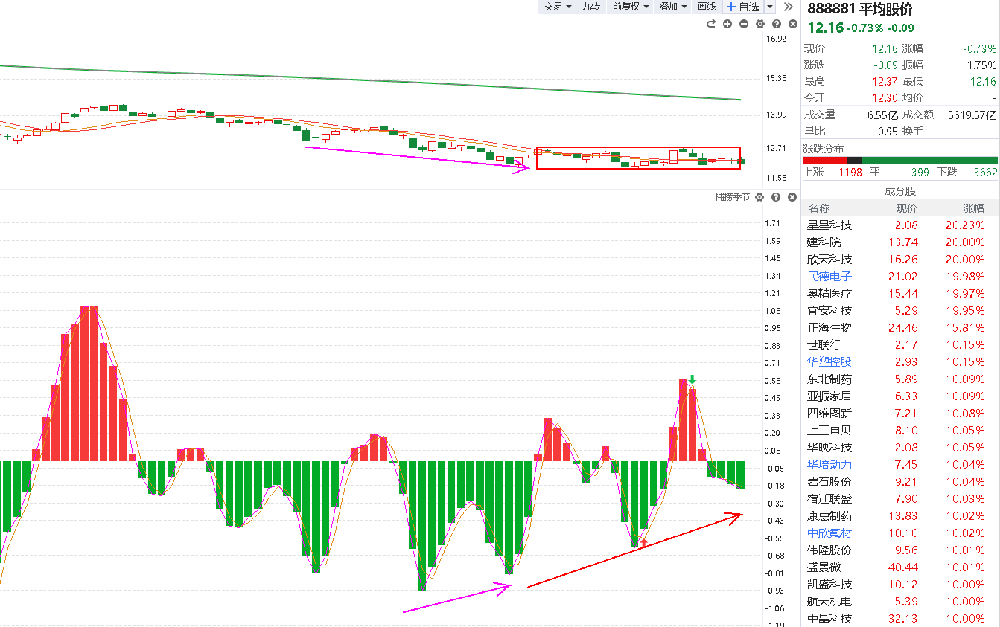 交易 九转 前复权 叠加 画线 自选
16.92
15.38
13.99
12.71
11.56
捕捞季节
1.71
1.59
1.46
1.34
1.21
1.08
0.96
0.83
0.71
0.58
0.45
0.33
0.20
0.08
-0.05
-0.18
-0.30
-0.43
-0.55
-0.68
-0.81
-0.93
-1.06
-1.19
888881 平均股价
12.16 -0.73% -0.09
现价 12.16 涨幅 -0.73%
涨跌 -0.09 振幅 1.75%
最高 12.37 最低 12.16
今开 12.30 均价 -
成交量 6.55亿 成交额 5619.57亿
量比 0.95 换手 -
涨跌分布
上涨 1198 平 399 下跌 3662
成分股
名称 现价 涨幅
星星科技 2.08 20.23%
建科院 13.74 20.00%
欣天科技 16.26 20.00%
民德电子 21.02 19.98%
奥精医疗 15.44 19.97%
宜安科技 5.29 19.95%
正海生物 24.46 15.81%
世联行 2.17 10.15%
华塑控股 2.93 10.15%
东北制药 5.89 10.09%
亚振家居 6.33 10.09%
四维图新 7.21 10.08%
上工申贝 8.10 10.05%
华映科技 2.08 10.05%
华培动力 7.45 10.04%
岩石股份 9.21 10.04%
宿迁联盛 7.90 10.03%
康惠制药 13.83 10.02%
中欣氟材 10.10 10.02%
伟隆股份 9.56 10.01%
盛景微 40.44 10.01%
凯盛科技 10.12 10.00%
航天机电 5.39 10.00%
中晶科技 32.13 10.00%